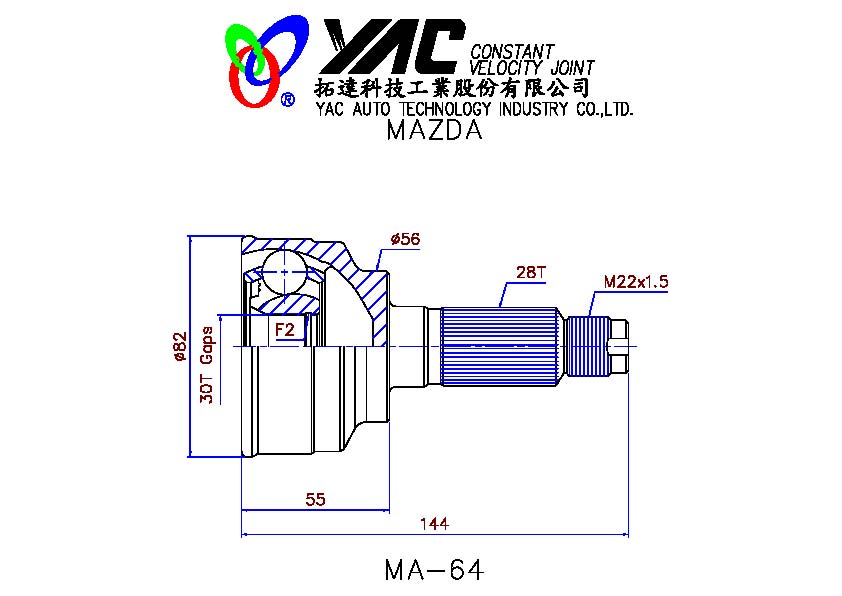 YAC CONSTANT
VELOCITY JOINT
拓達科技工業股份有限公司
®
YAC AUTO TECHNOLOGY INDUSTRY CO.,LTD.
MAZDA
ø56
28T
M22x1.5
F2
ø82
30T Gaps
55
144
MA-64